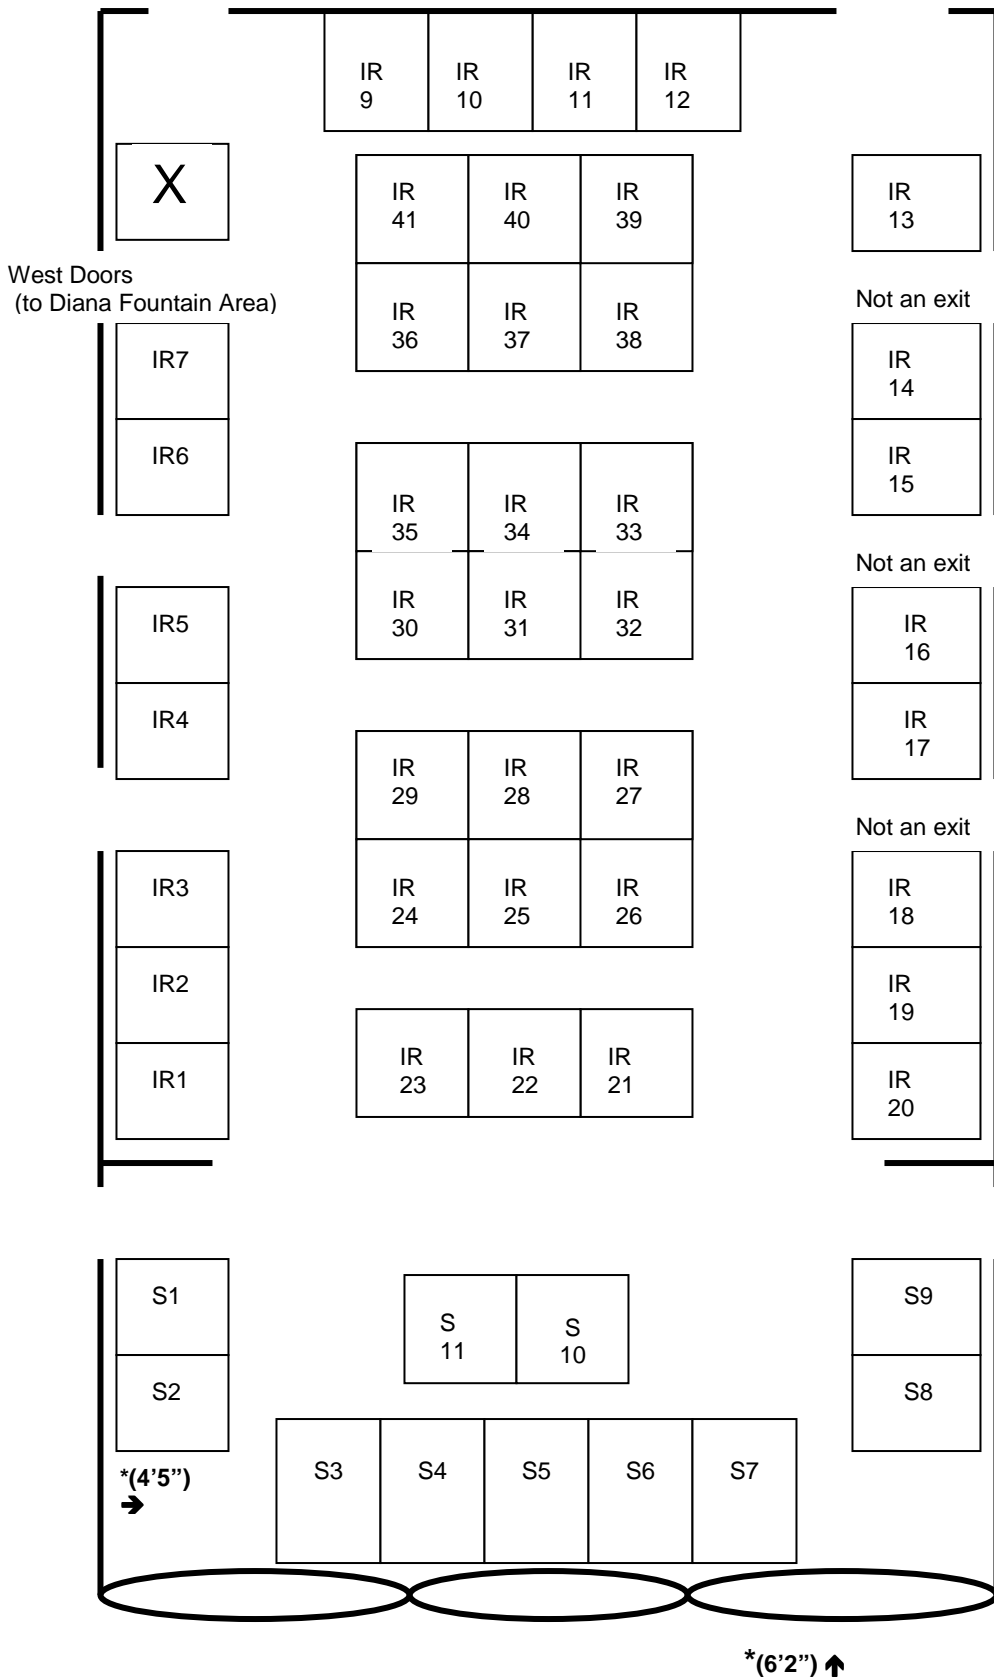 IR IR IR IR
9 10 11 12
X
IR IR IR
41 40 39
IR
13
West Doors
(to Diana Fountain Area)
Not an exit
IR IR IR
36 37 38
IR7
IR
14
IR6
IR
15
IR IR IR
35 34 33
Not an exit
IR IR IR
30 31 32
IR5
IR
16
IR4
IR
17
IR IR IR
29 28 27
Not an exit
IR3
IR IR IR
24 25 26
IR
18
IR2
IR
19
IR IR IR
23 22 21
IR1
IR
20
S1
S S
11 10
S9
S2
S8
S3 S4 S5 S6 S7
*(4’5”)
➔
*(6’2”) ↑